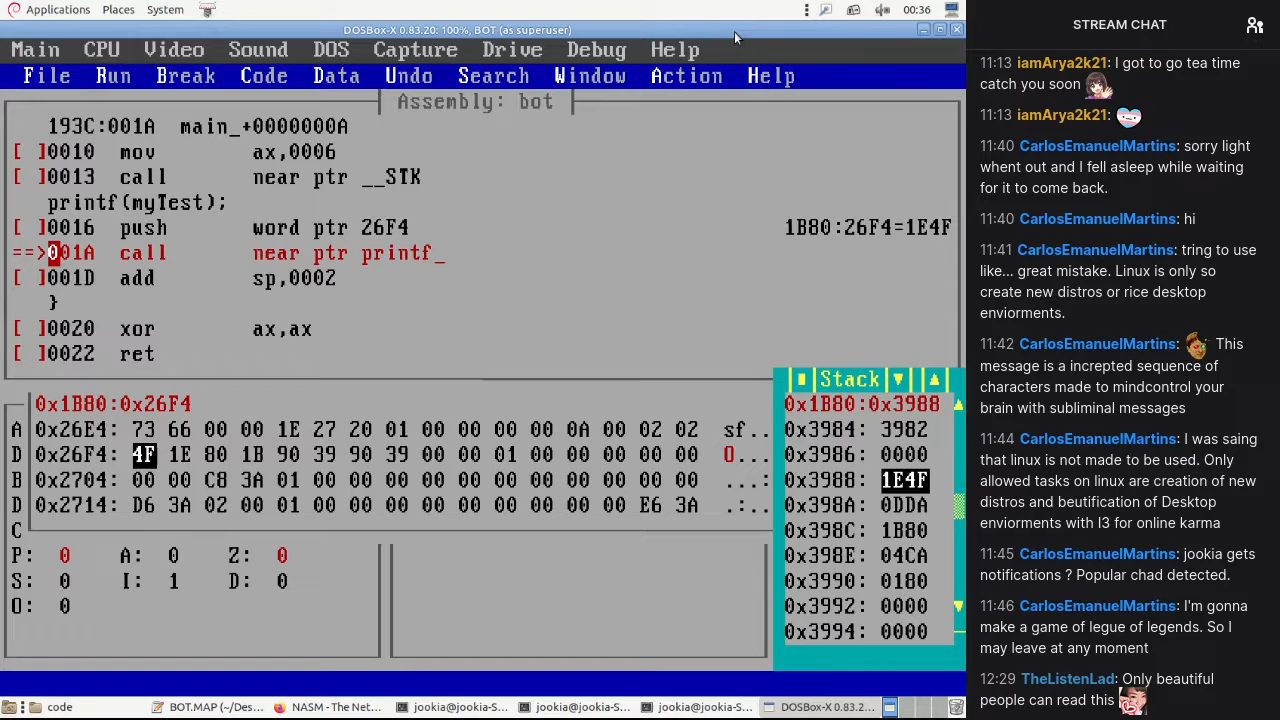 Applications Places System 00:36
DOSBox-X 0.83.20: 100%, BOT (as superuser)
Main CPU Video Sound DOS Capture Drive Debug Help
File Run Break Code Data Undo Search Window Action Help
Assembly: bot
193C:001A main_+0000000A
[ ]0010 mov ax,0006
[ ]0013 call near ptr __STK
printf(myTest);
[ ]0016 push word ptr 26F4 1B80:26F4=1E4F
==>001A call near ptr printf_
[ ]001D add sp,0002
}
[ ]0020 xor ax,ax
[ ]0022 ret
0x1B80:0x26F4
A 0x26E4: 73 66 00 00 1E 27 20 01 00 00 00 00 0A 00 02 02 sf..
D 0x26F4: 4F 1E 80 1B 90 39 90 39 00 00 01 00 00 00 00 00 O...
B 0x2704: 00 00 C8 3A 01 00 00 00 00 00 00 00 00 00 00 00 ...:
D 0x2714: D6 3A 02 00 01 00 00 00 00 00 00 00 00 00 E6 3A .:..
C
P: 0 A: 0 Z: 0
S: 0 I: 1 D: 0
O: 0
Stack
0x1B80:0x3988
0x3984: 3982
0x3986: 0000
0x3988: 1E4F
0x398A: 0DDA
0x398C: 1B80
0x398E: 04CA
0x3990: 0180
0x3992: 0000
0x3994: 0000
code BOT.MAP (~/Des... NASM - The Net... jookia@jookia-S... jookia@jookia-S... jookia@jookia-S... DOSBox-X 0.83.2...
STREAM CHAT
11:13 iamArya2k21: I got to go tea time
catch you soon
11:13 iamArya2k21:
11:40 CarlosEmanuelMartins: sorry light
whent out and I fell asleep while waiting
for it to come back.
11:40 CarlosEmanuelMartins: hi
11:41 CarlosEmanuelMartins: tring to use
like... great mistake. Linux is only so
create new distros or rice desktop
enviorments.
11:42 CarlosEmanuelMartins: This
message is a increpted sequence of
characters made to mindcontrol your
brain with subliminal messages
11:44 CarlosEmanuelMartins: I was saing
that linux is not made to be used. Only
allowed tasks on linux are creation of new
distros and beutification of Desktop
enviorments with I3 for online karma
11:45 CarlosEmanuelMartins: jookia gets
notifications ? Popular chad detected.
11:46 CarlosEmanuelMartins: I'm gonna
make a game of legue of legends. So I
may leave at any moment
12:29 TheListenLad: Only beautiful
people can read this